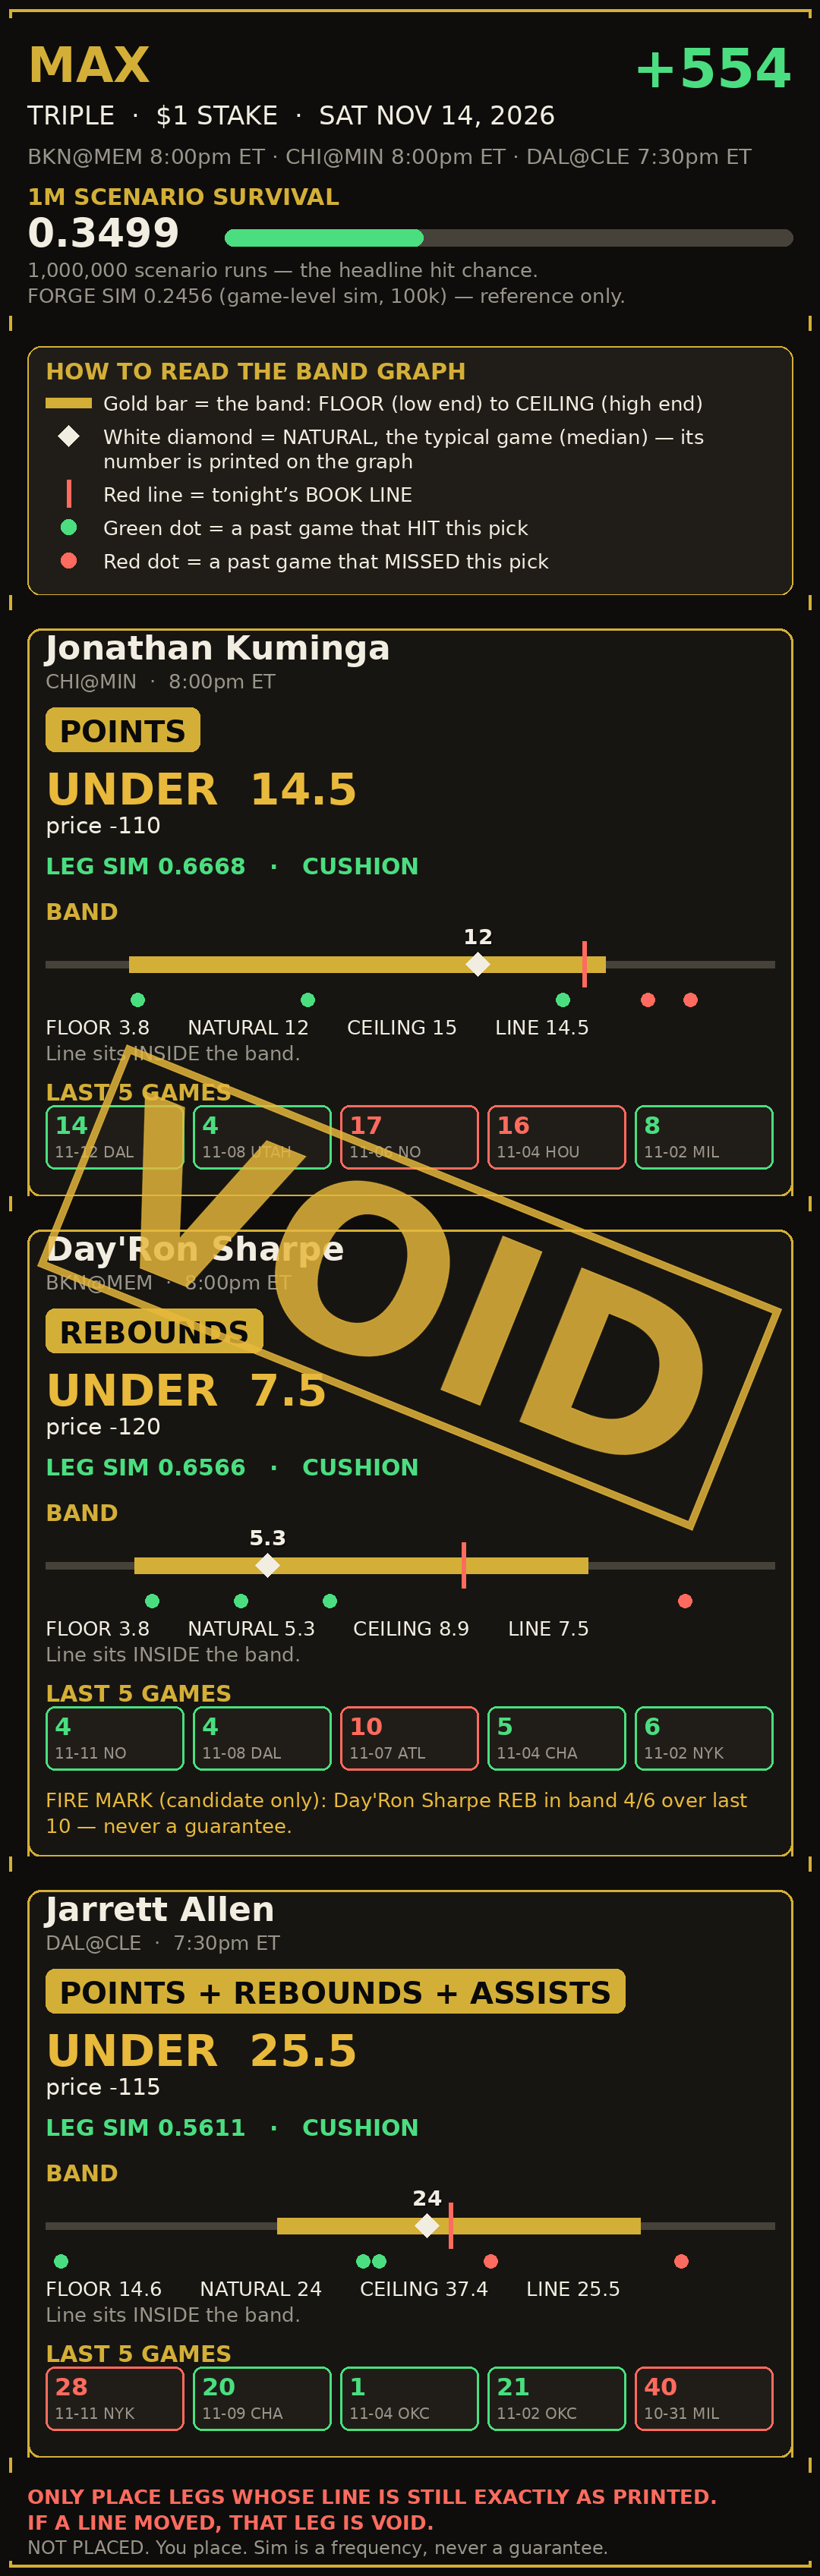 MAX
+554
TRIPLE · $1 STAKE · SAT NOV 14, 2026
BKN@MEM 8:00pm ET · CHI@MIN 8:00pm ET · DAL@CLE 7:30pm ET
1M SCENARIO SURVIVAL
0.3499
1,000,000 scenario runs — the headline hit chance.
FORGE SIM 0.2456 (game-level sim, 100k) — reference only.
HOW TO READ THE BAND GRAPH
Gold bar = the band: FLOOR (low end) to CEILING (high end)
White diamond = NATURAL, the typical game (median) — its
number is printed on the graph
Red line = tonight’s BOOK LINE
Green dot = a past game that HIT this pick
Red dot = a past game that MISSED this pick
Jonathan Kuminga
CHI@MIN · 8:00pm ET
POINTS
UNDER 14.5
price -110
LEG SIM 0.6668 · CUSHION
BAND
12
FLOOR 3.8 NATURAL 12 CEILING 15 LINE 14.5
Line sits INSIDE the band.
LAST 5 GAMES
14 4 17 16 8
11-12 DAL 11-08 UTAH 11-06 NO 11-04 HOU 11-02 MIL
VOID
Day'Ron Sharpe
BKN@MEM · 8:00pm ET
REBOUNDS
UNDER 7.5
price -120
LEG SIM 0.6566 · CUSHION
BAND
5.3
FLOOR 3.8 NATURAL 5.3 CEILING 8.9 LINE 7.5
Line sits INSIDE the band.
LAST 5 GAMES
4 4 10 5 6
11-11 NO 11-08 DAL 11-07 ATL 11-04 CHA 11-02 NYK
FIRE MARK (candidate only): Day'Ron Sharpe REB in band 4/6 over last
10 — never a guarantee.
Jarrett Allen
DAL@CLE · 7:30pm ET
POINTS + REBOUNDS + ASSISTS
UNDER 25.5
price -115
LEG SIM 0.5611 · CUSHION
BAND
24
FLOOR 14.6 NATURAL 24 CEILING 37.4 LINE 25.5
Line sits INSIDE the band.
LAST 5 GAMES
28 20 1 21 40
11-11 NYK 11-09 CHA 11-04 OKC 11-02 OKC 10-31 MIL
ONLY PLACE LEGS WHOSE LINE IS STILL EXACTLY AS PRINTED.
IF A LINE MOVED, THAT LEG IS VOID.
NOT PLACED. You place. Sim is a frequency, never a guarantee.